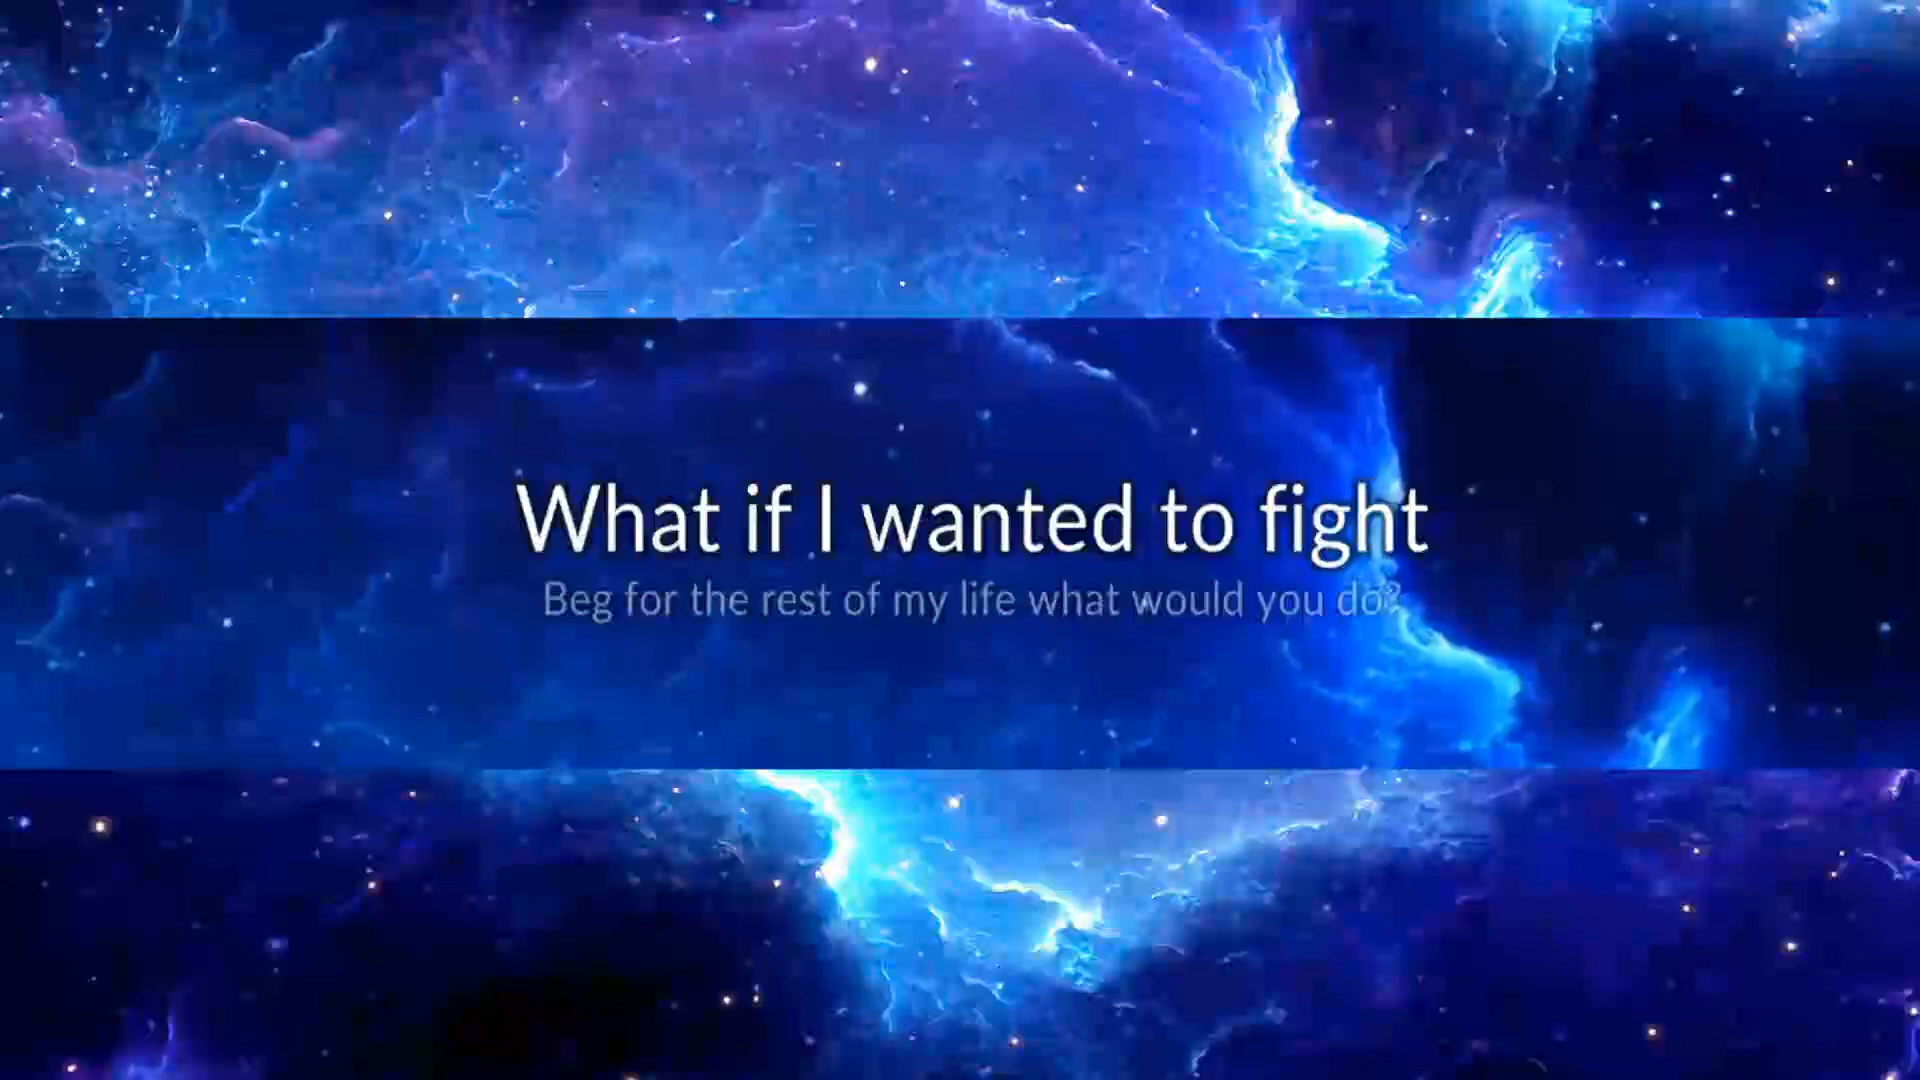 What if I wanted to fight
Beg for the rest of my life what would you do?